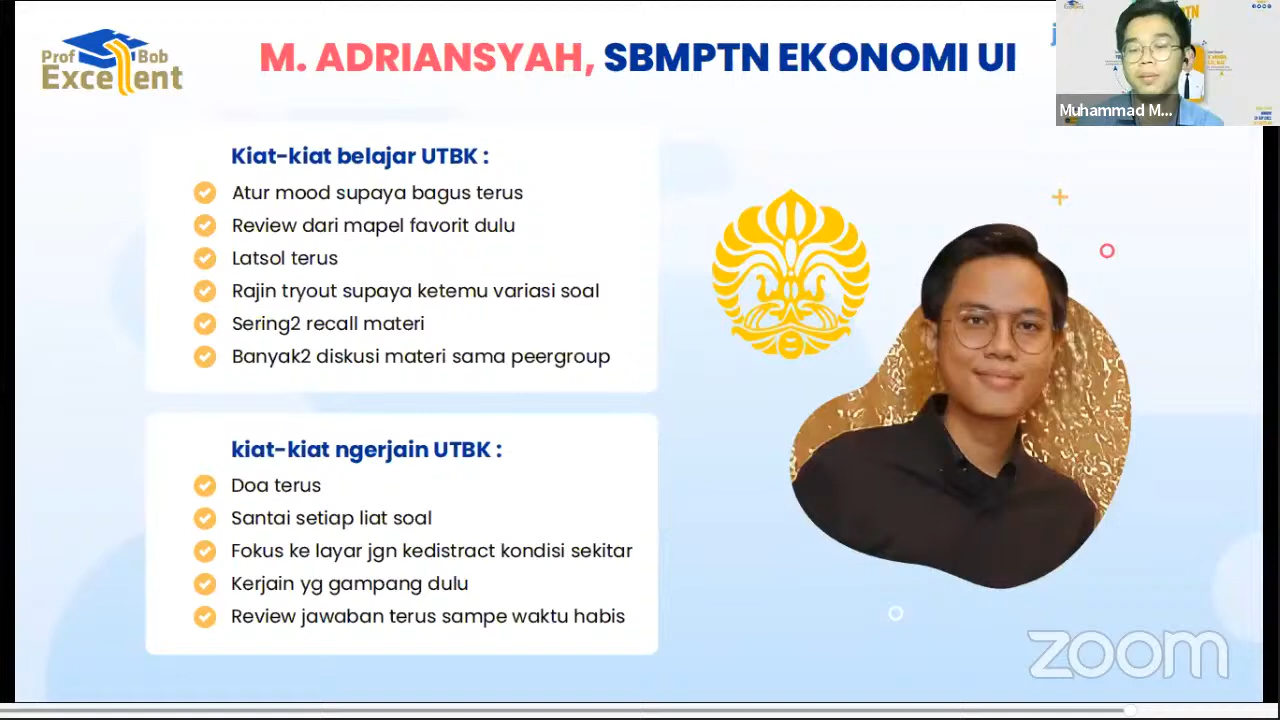 Prof Bob
Excellent
M. ADRIANSYAH, SBMPTN EKONOMI UI
Muhammad M...
Kiat-kiat belajar UTBK :
Atur mood supaya bagus terus
Review dari mapel favorit dulu
Latsol terus
Rajin tryout supaya ketemu variasi soal
Sering2 recall materi
Banyak2 diskusi materi sama peergroup
kiat-kiat ngerjain UTBK :
Doa terus
Santai setiap liat soal
Fokus ke layar jgn kedistract kondisi sekitar
Kerjain yg gampang dulu
Review jawaban terus sampe waktu habis
zoom